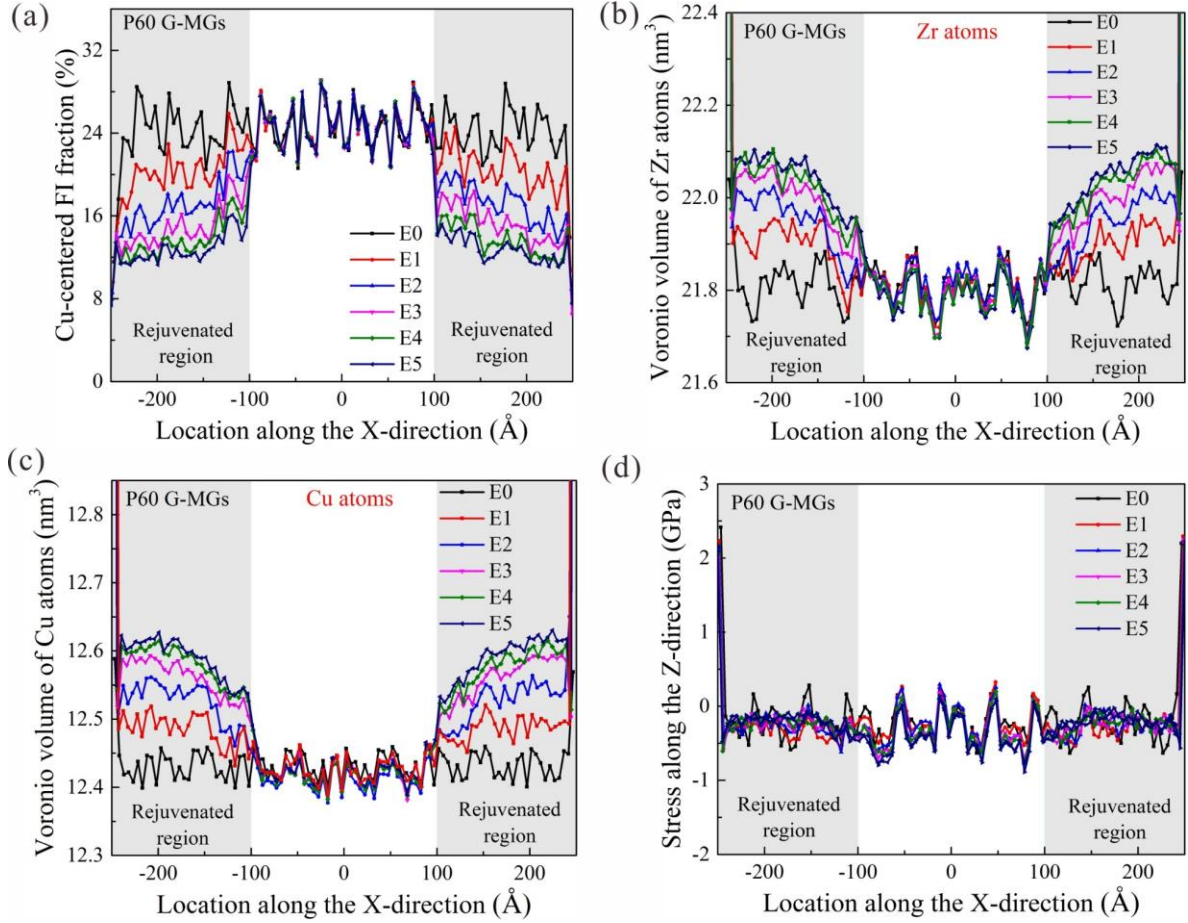 (a)
P60 G-MGs
Cu-centered FI fraction (%)
32
24
16
8
0
E0
E1
E2
E3
E4
E5
Rejuvenated
region
Rejuvenated
region
-200
-100
0
100
200
Location along the X-direction (Å)
(b)
P60 G-MGs
Zr atoms
Voronio volume of Zr atoms (nm³)
22.4
22.2
22.0
21.8
21.6
E0
E1
E2
E3
E4
E5
Rejuvenated
region
Rejuvenated
region
-200
-100
0
100
200
Location along the X-direction (Å)
(c)
P60 G-MGs
Cu atoms
Voronio volume of Cu atoms (nm³)
12.8
12.7
12.6
12.5
12.4
12.3
E0
E1
E2
E3
E4
E5
Rejuvenated
region
Rejuvenated
region
-200
-100
0
100
200
Location along the X-direction (Å)
(d)
P60 G-MGs
Stress along the Z-direction (GPa)
3
2
1
0
-1
-2
E0
E1
E2
E3
E4
E5
Rejuvenated
region
Rejuvenated
region
-200
-100
0
100
200
Location along the X-direction (Å)